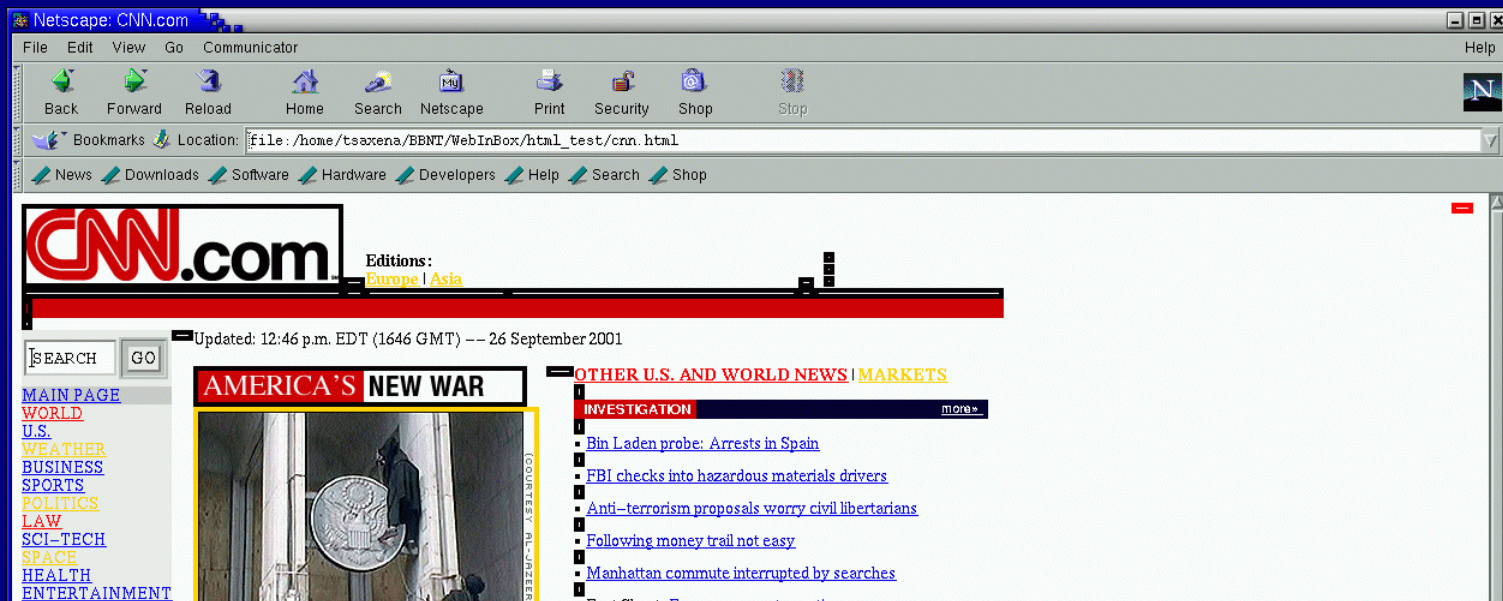 Netscape: CNN.com
File Edit View Go Communicator Help
Back Forward Reload Home Search Netscape Print Security Shop Stop
My
N
Bookmarks Location: file:/home/tsaxena/BBNT/WebInBox/html_test/cnn.html
News Downloads Software Hardware Developers Help Search Shop
CNN.com
Editions:
Europe | Asia
Updated: 12:46 p.m. EDT (1646 GMT) -- 26 September 2001
SEARCH GO
AMERICA'S NEW WAR
OTHER U.S. AND WORLD NEWS | MARKETS
MAIN PAGE
WORLD
U.S.
WEATHER
BUSINESS
SPORTS
POLITICS
LAW
SCI-TECH
SPACE
HEALTH
ENTERTAINMENT
(COURTESY AL-JAZEER
INVESTIGATION more»
Bin Laden probe: Arrests in Spain
FBI checks into hazardous materials drivers
Anti-terrorism proposals worry civil libertarians
Following money trail not easy
Manhattan commute interrupted by searches